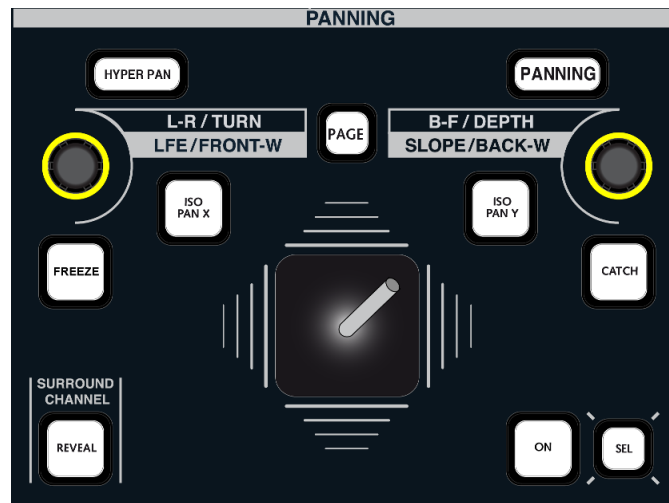 PANNING
HYPER PAN
PANNING
L-R / TURN
LFE/FRONT-W
PAGE
B-F / DEPTH
SLOPE/BACK-W
ISO
PAN X
ISO
PAN Y
FREEZE
CATCH
SURROUND
CHANNEL
REVEAL
ON
SEL